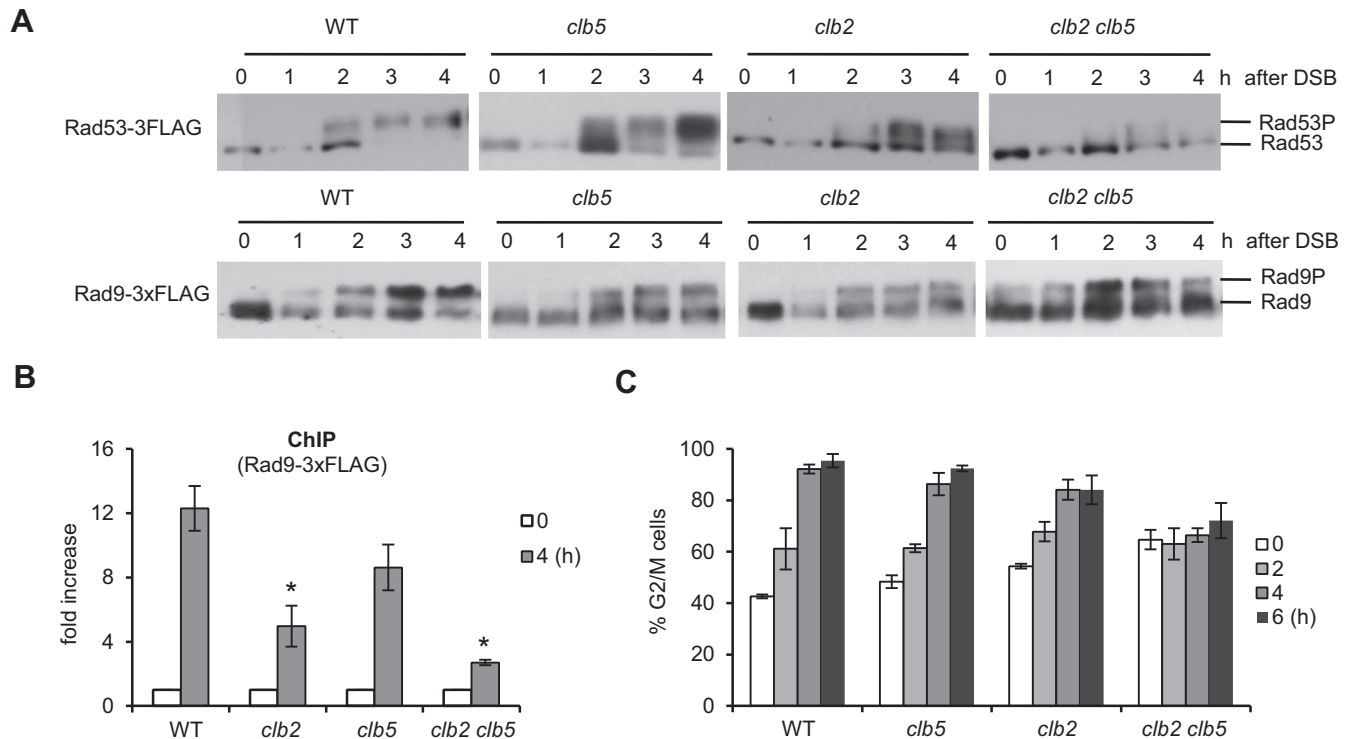 A
WT clb5 clb2 clb2 clb5
0 1 2 3 4 0 1 2 3 4 0 1 2 3 4 0 1 2 3 4 h after DSB
Rad53-3FLAG
Rad53P
Rad53
WT clb5 clb2 clb2 clb5
0 1 2 3 4 0 1 2 3 4 0 1 2 3 4 0 1 2 3 4 h after DSB
Rad9-3xFLAG
Rad9P
Rad9
B
ChIP
(Rad9-3xFLAG)
fold increase
16
12
8
4
0
*
*
0
4 (h)
WT clb2 clb5 clb2 clb5
C
% G2/M cells
100
80
60
40
20
0
0
2
4
6 (h)
WT clb5 clb2 clb2 clb5